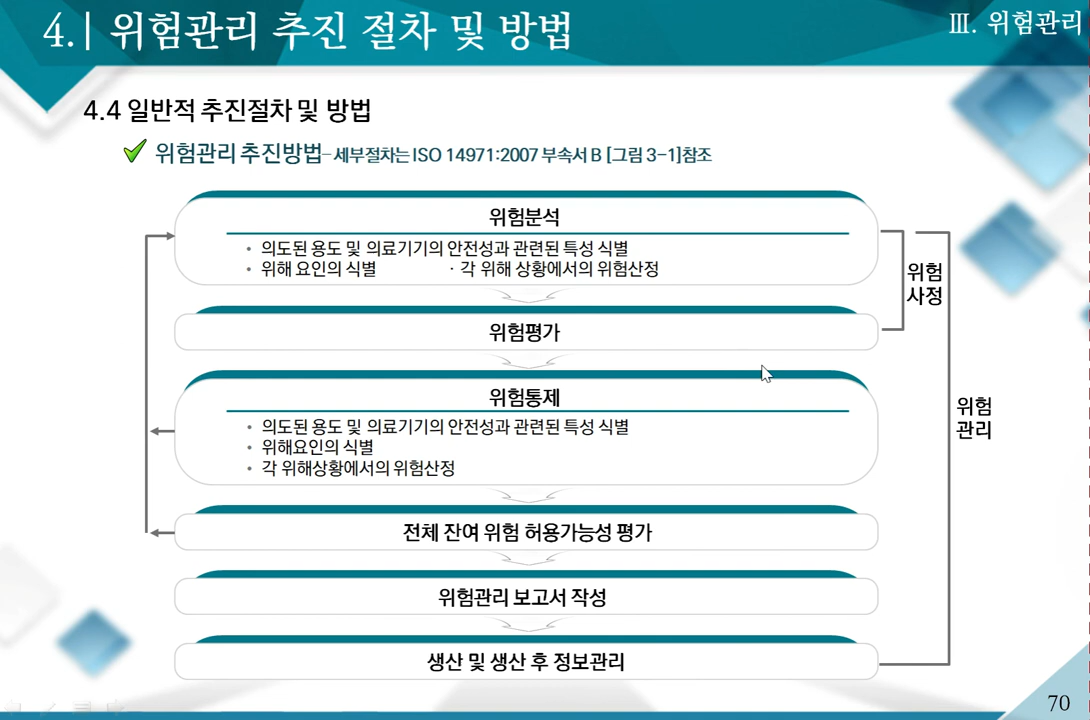 4.| 위험관리 추진 절차 및 방법
Ⅲ. 위험관리
4.4 일반적 추진절차 및 방법
위험관리 추진방법- 세부절차는 ISO 14971:2007 부속서 B [그림 3-1]참조
위험분석
• 의도된 용도 및 의료기기의 안전성과 관련된 특성 식별
• 위해 요인의 식별 · 각 위해 상황에서의 위험산정
위험
사정
위험평가
위험통제
• 의도된 용도 및 의료기기의 안전성과 관련된 특성 식별
• 위해요인의 식별
• 각 위해상황에서의 위험산정
위험
관리
전체 잔여 위험 허용가능성 평가
위험관리 보고서 작성
생산 및 생산 후 정보관리
70